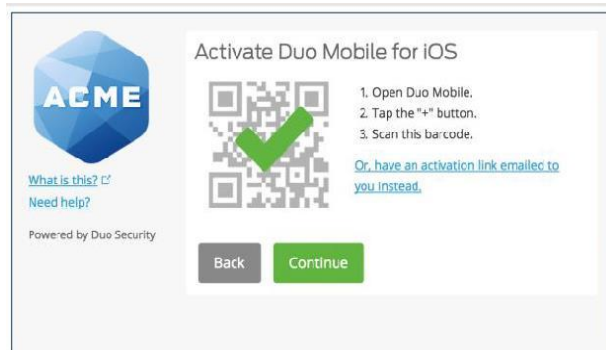 ACME
What is this?
Need help?
Powered by Duo Security
Activate Duo Mobile for iOS
1. Open Duo Mobile.
2. Tap the "+" button.
3. Scan this barcode.
Or, have an activation link emailed to
you instead.
Back
Continue